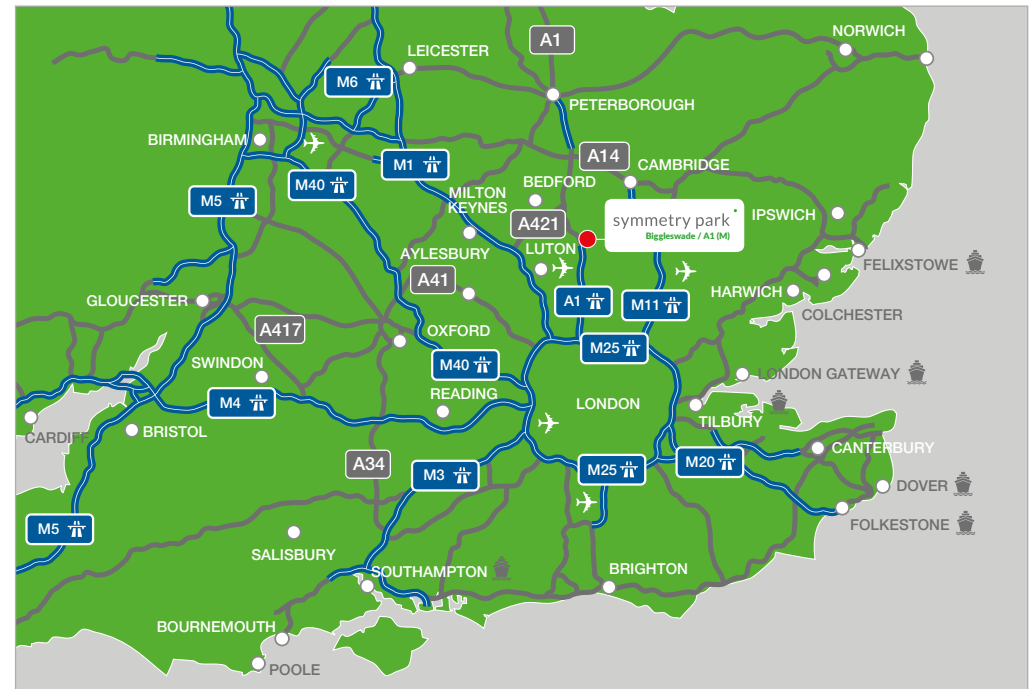 NORWICH
A1
LEICESTER
M6
PETERBOROUGH
BIRMINGHAM
M1
A14
CAMBRIDGE
M40
BEDFORD
M5
MILTON
KEYNES
A421
symmetry park
Biggleswade / A1 (M)
IPSWICH
AYLESBURY
LUTON
FELIXSTOWE
A41
GLOUCESTER
A1
M11
HARWICH
COLCHESTER
A417
OXFORD
M25
SWINDON
M40
LONDON GATEWAY
M4
READING
LONDON
TILBURY
CARDIFF
BRISTOL
CANTERBURY
A34
M3
M25
M20
DOVER
M5
FOLKESTONE
SALISBURY
SOUTHAMPTON
BRIGHTON
BOURNEMOUTH
POOLE